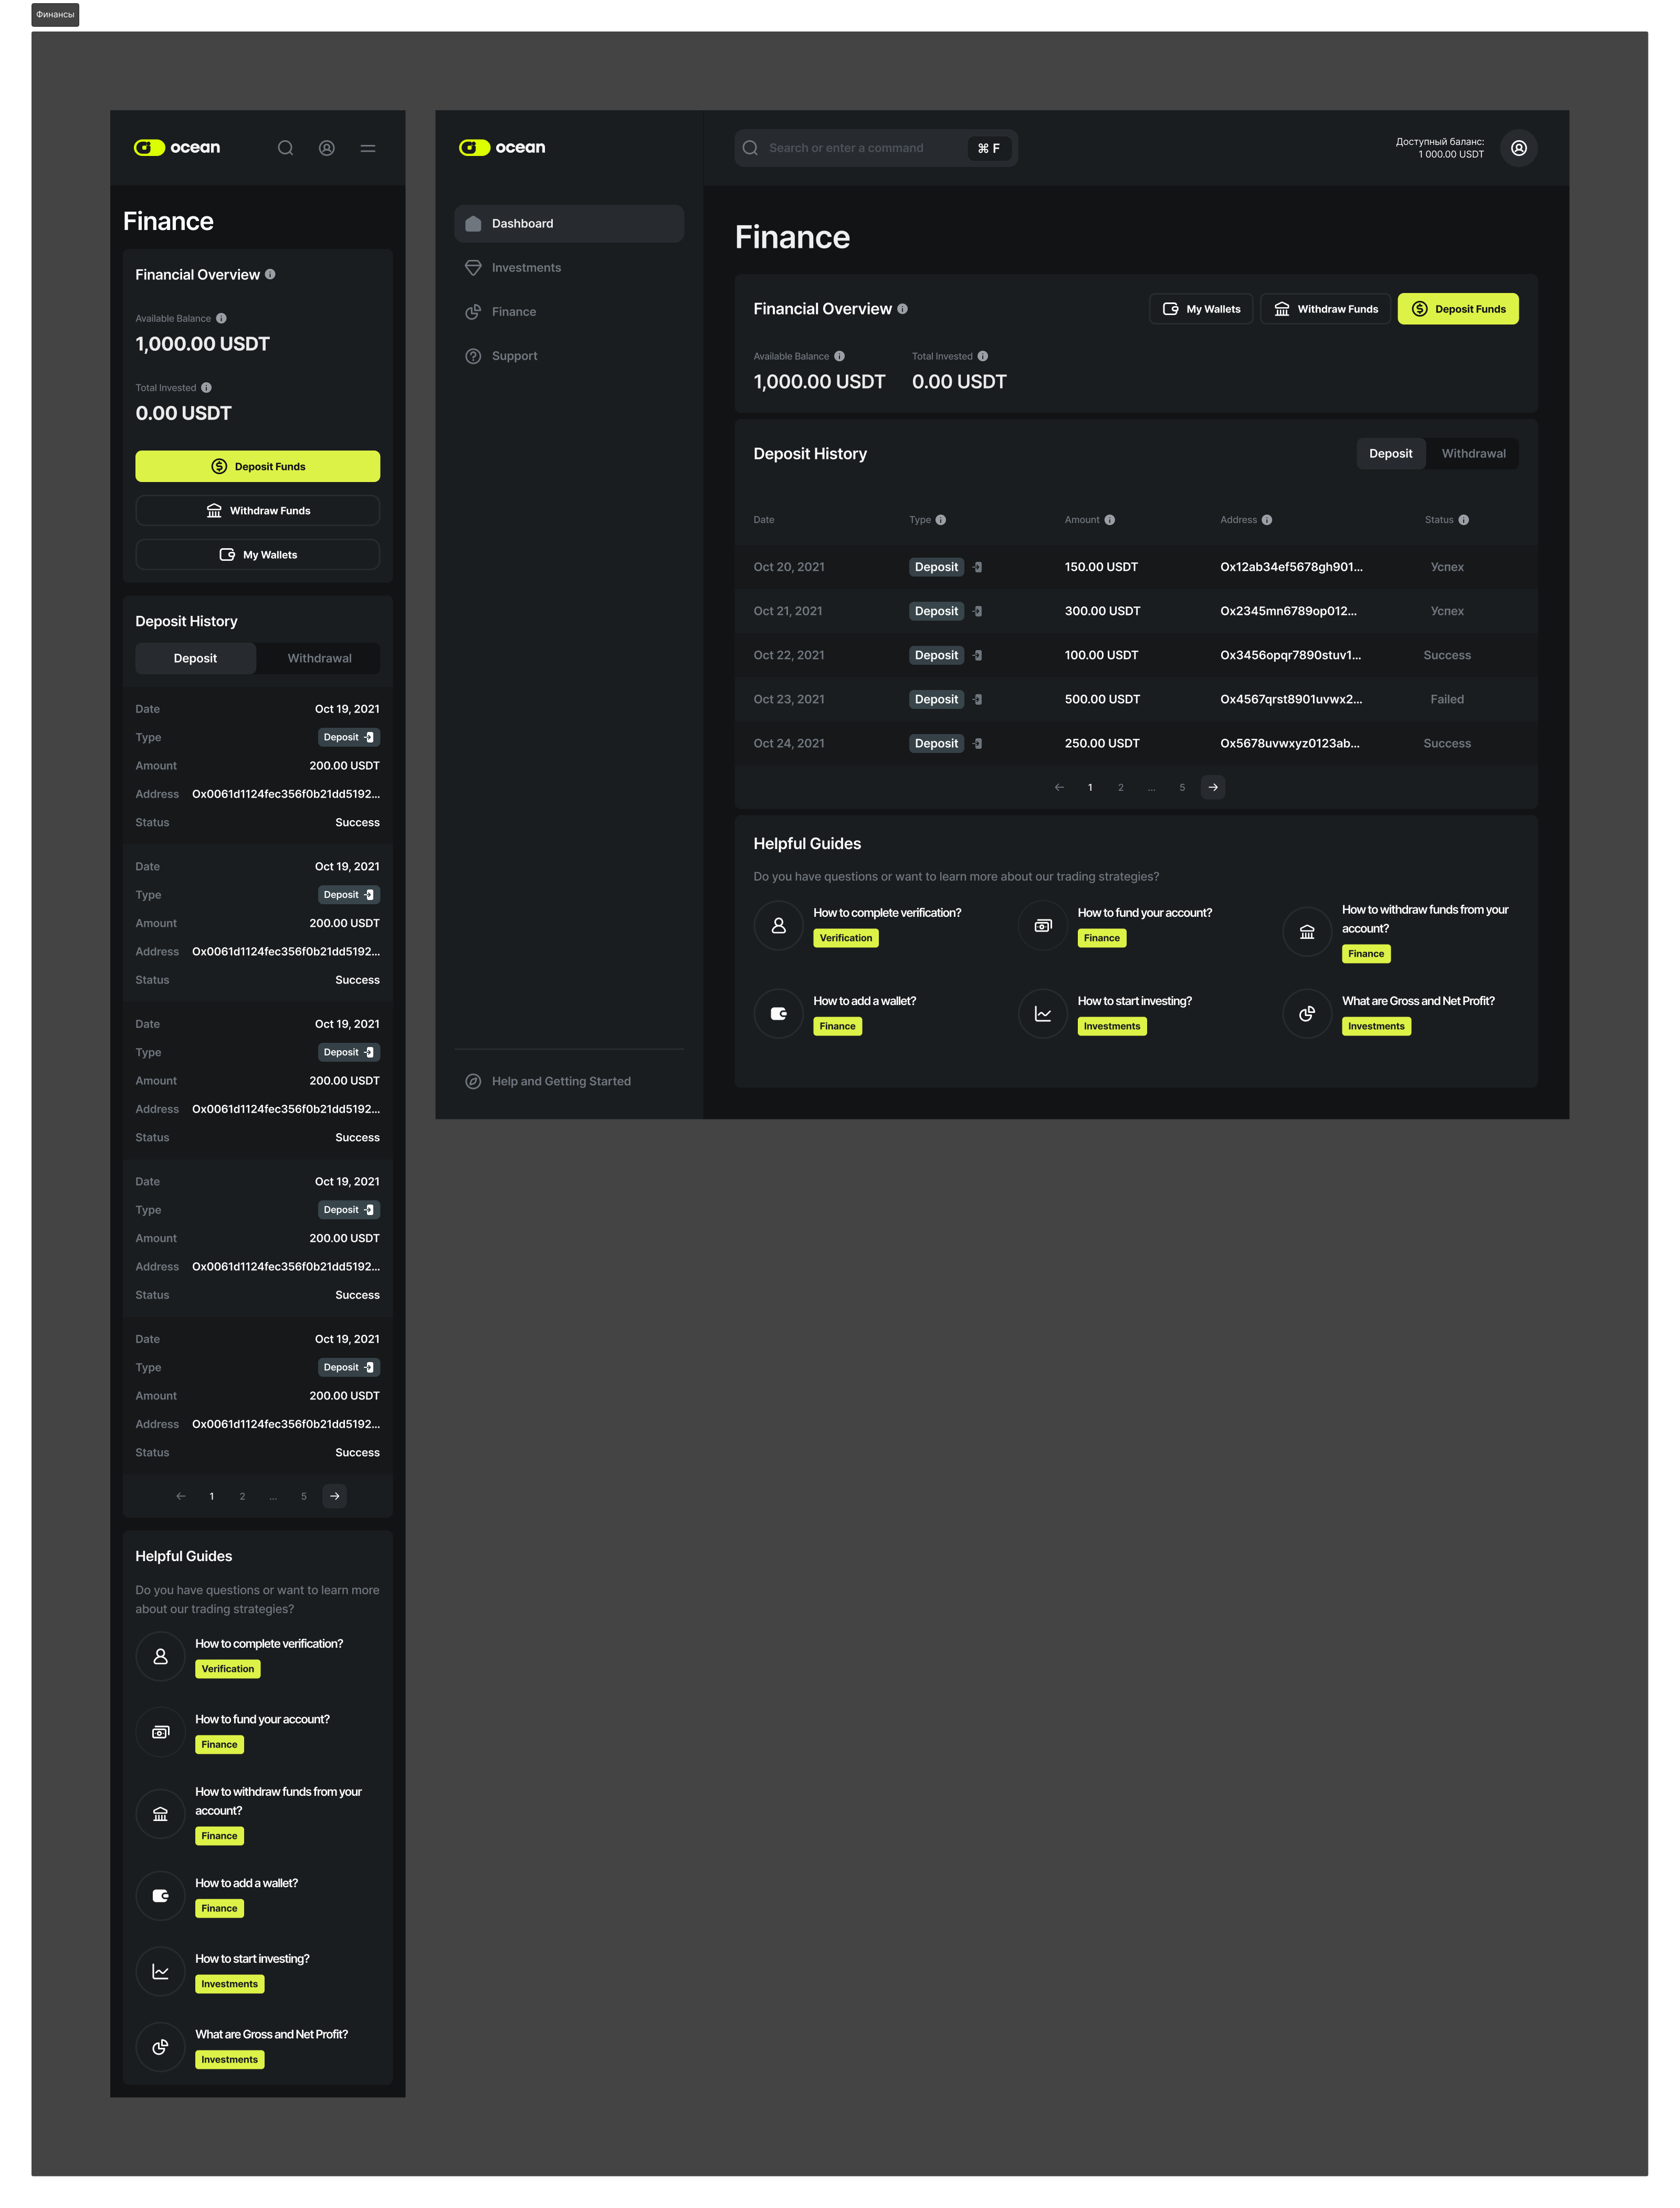 Финансы
ocean
Finance
Financial Overview
Available Balance
1,000.00 USDT
Total Invested
0.00 USDT
Deposit Funds
Withdraw Funds
My Wallets
Deposit History
Deposit Withdrawal
Date Oct 19, 2021
Type Deposit
Amount 200.00 USDT
Address Ox0061d1124fec356f0b21dd5192...
Status Success
Date Oct 19, 2021
Type Deposit
Amount 200.00 USDT
Address Ox0061d1124fec356f0b21dd5192...
Status Success
Date Oct 19, 2021
Type Deposit
Amount 200.00 USDT
Address Ox0061d1124fec356f0b21dd5192...
Status Success
Date Oct 19, 2021
Type Deposit
Amount 200.00 USDT
Address Ox0061d1124fec356f0b21dd5192...
Status Success
Date Oct 19, 2021
Type Deposit
Amount 200.00 USDT
Address Ox0061d1124fec356f0b21dd5192...
Status Success
1 2 ... 5
Helpful Guides
Do you have questions or want to learn more
about our trading strategies?
How to complete verification?
Verification
How to fund your account?
Finance
How to withdraw funds from your
account?
Finance
How to add a wallet?
Finance
How to start investing?
Investments
What are Gross and Net Profit?
Investments
ocean
Dashboard
Investments
Finance
Support
Help and Getting Started
Search or enter a command ⌘ F
Доступный баланс:
1 000.00 USDT
Finance
Financial Overview
My Wallets Withdraw Funds Deposit Funds
Available Balance Total Invested
1,000.00 USDT 0.00 USDT
Deposit History
Deposit Withdrawal
Date Type Amount Address Status
Oct 20, 2021 Deposit 150.00 USDT Ox12ab34ef5678gh901... Успех
Oct 21, 2021 Deposit 300.00 USDT Ox2345mn6789op012... Успех
Oct 22, 2021 Deposit 100.00 USDT Ox3456opqr7890stuv1... Success
Oct 23, 2021 Deposit 500.00 USDT Ox4567qrst8901uvwx2... Failed
Oct 24, 2021 Deposit 250.00 USDT Ox5678uvwxyz0123ab... Success
1 2 ... 5
Helpful Guides
Do you have questions or want to learn more about our trading strategies?
How to complete verification?
Verification
How to fund your account?
Finance
How to withdraw funds from your
account?
Finance
How to add a wallet?
Finance
How to start investing?
Investments
What are Gross and Net Profit?
Investments